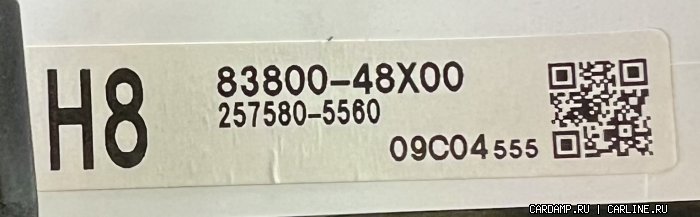 H8
83800-48X00
257580-5560
09C04555
CARDAMP.RU | CARLINE.RU